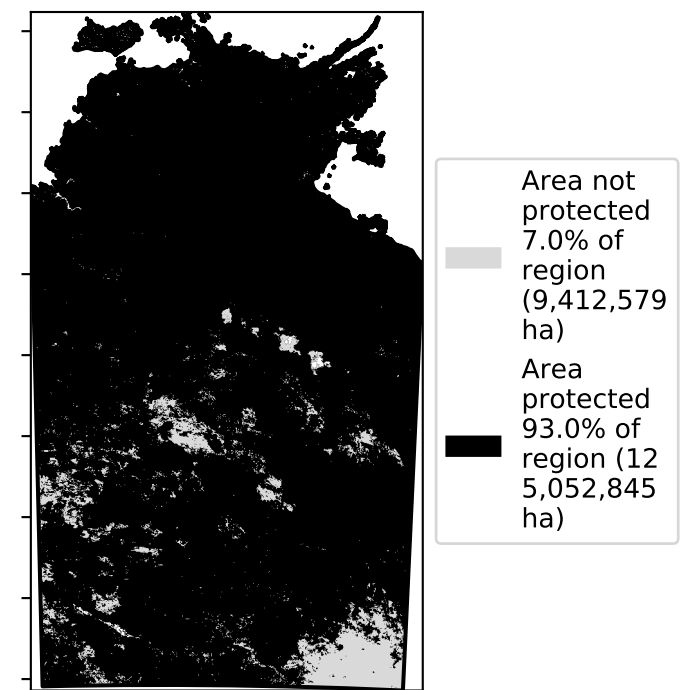 Area not
protected
7.0% of
region
(9,412,579
ha)
Area
protected
93.0% of
region (12
5,052,845
ha)